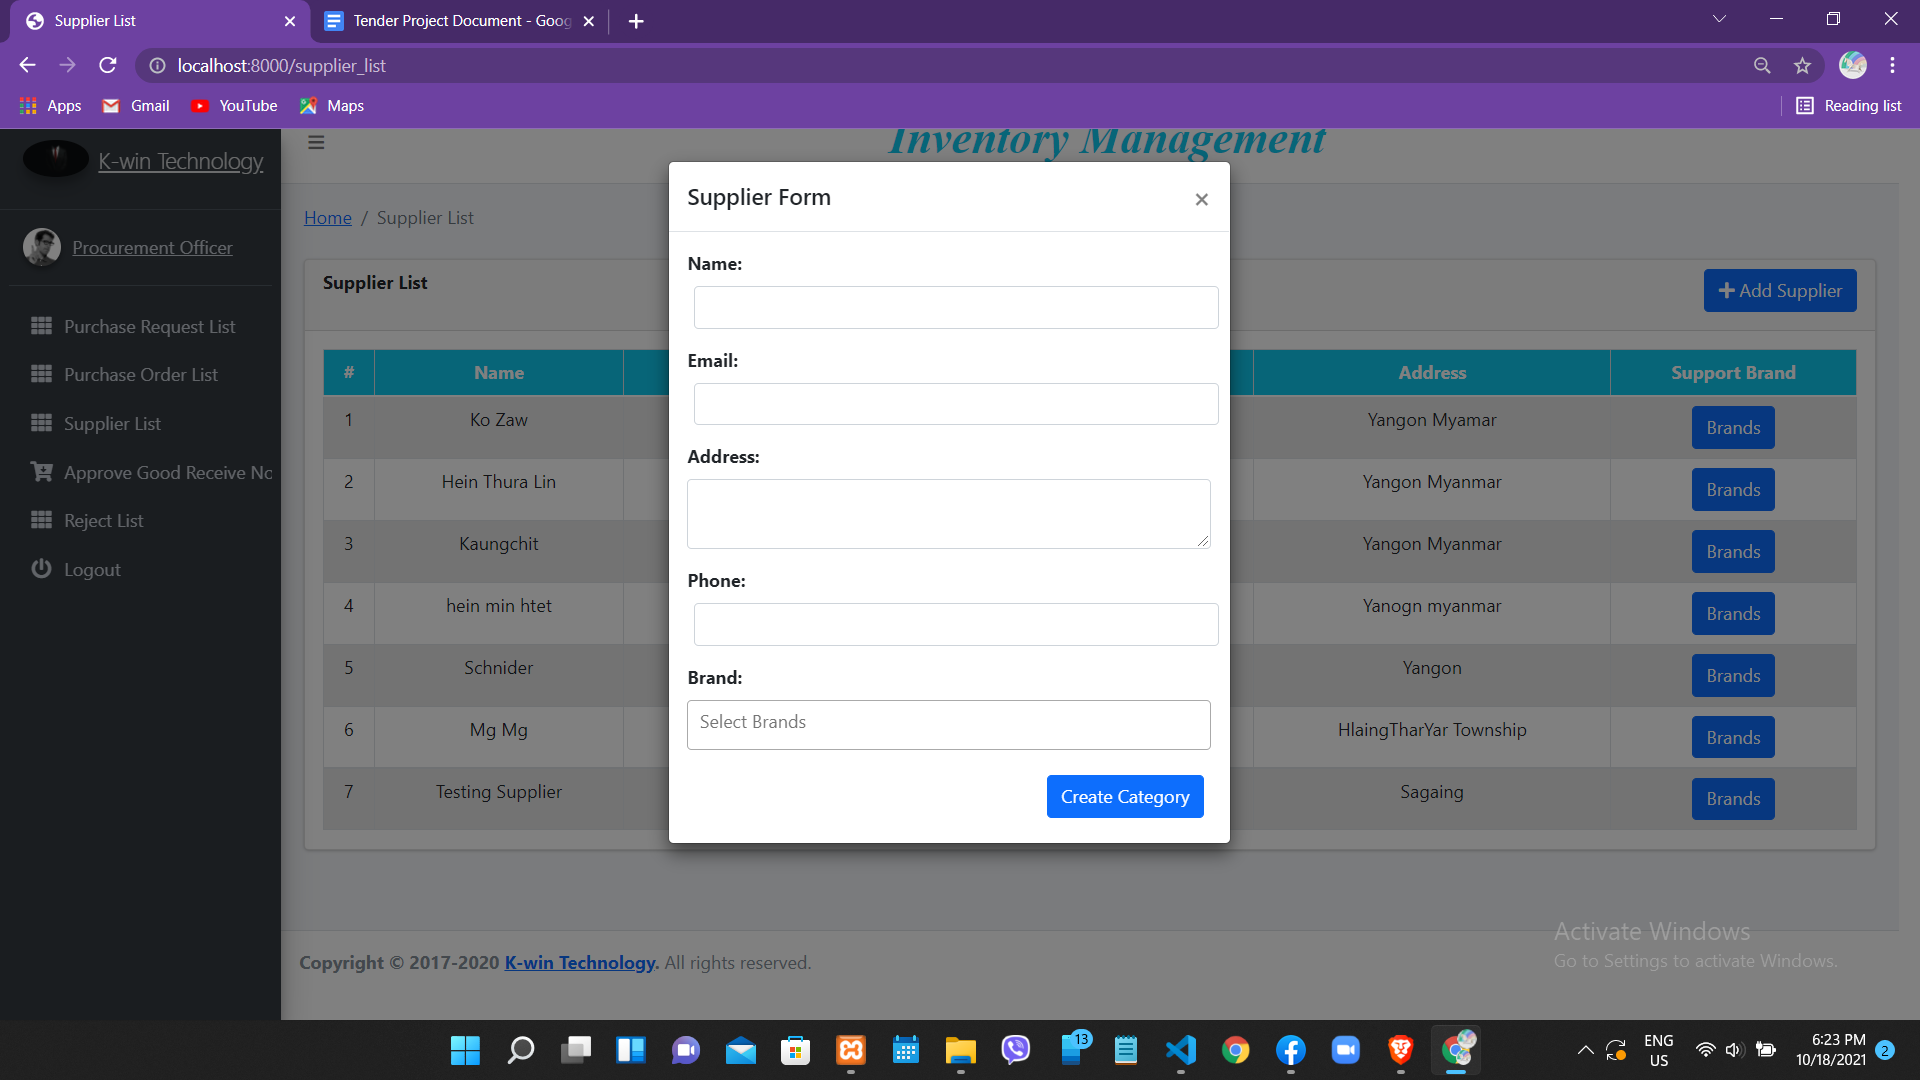 Supplier List
Tender Project Document - Goog
localhost:8000/supplier_list
Apps
Gmail
YouTube
Maps
Reading list
K-win Technology
Inventory Management
Procurement Officer
Home / Supplier List
Purchase Request List
Purchase Order List
Supplier List
Approve Good Receive No
Reject List
Logout
Supplier List
Add Supplier
# Name Address Support Brand
1 Ko Zaw Yangon Myamar Brands
2 Hein Thura Lin Yangon Myanmar Brands
3 Kaungchit Yangon Myanmar Brands
4 hein min htet Yanogn myanmar Brands
5 Schnider Yangon Brands
6 Mg Mg HlaingTharYar Township Brands
7 Testing Supplier Sagaing Brands
Supplier Form ×
Name:
Email:
Address:
Phone:
Brand:
Select Brands
Create Category
Copyright © 2017-2020 K-win Technology. All rights reserved.
Activate Windows
Go to Settings to activate Windows.
13
ENG
US
6:23 PM
10/18/2021
2